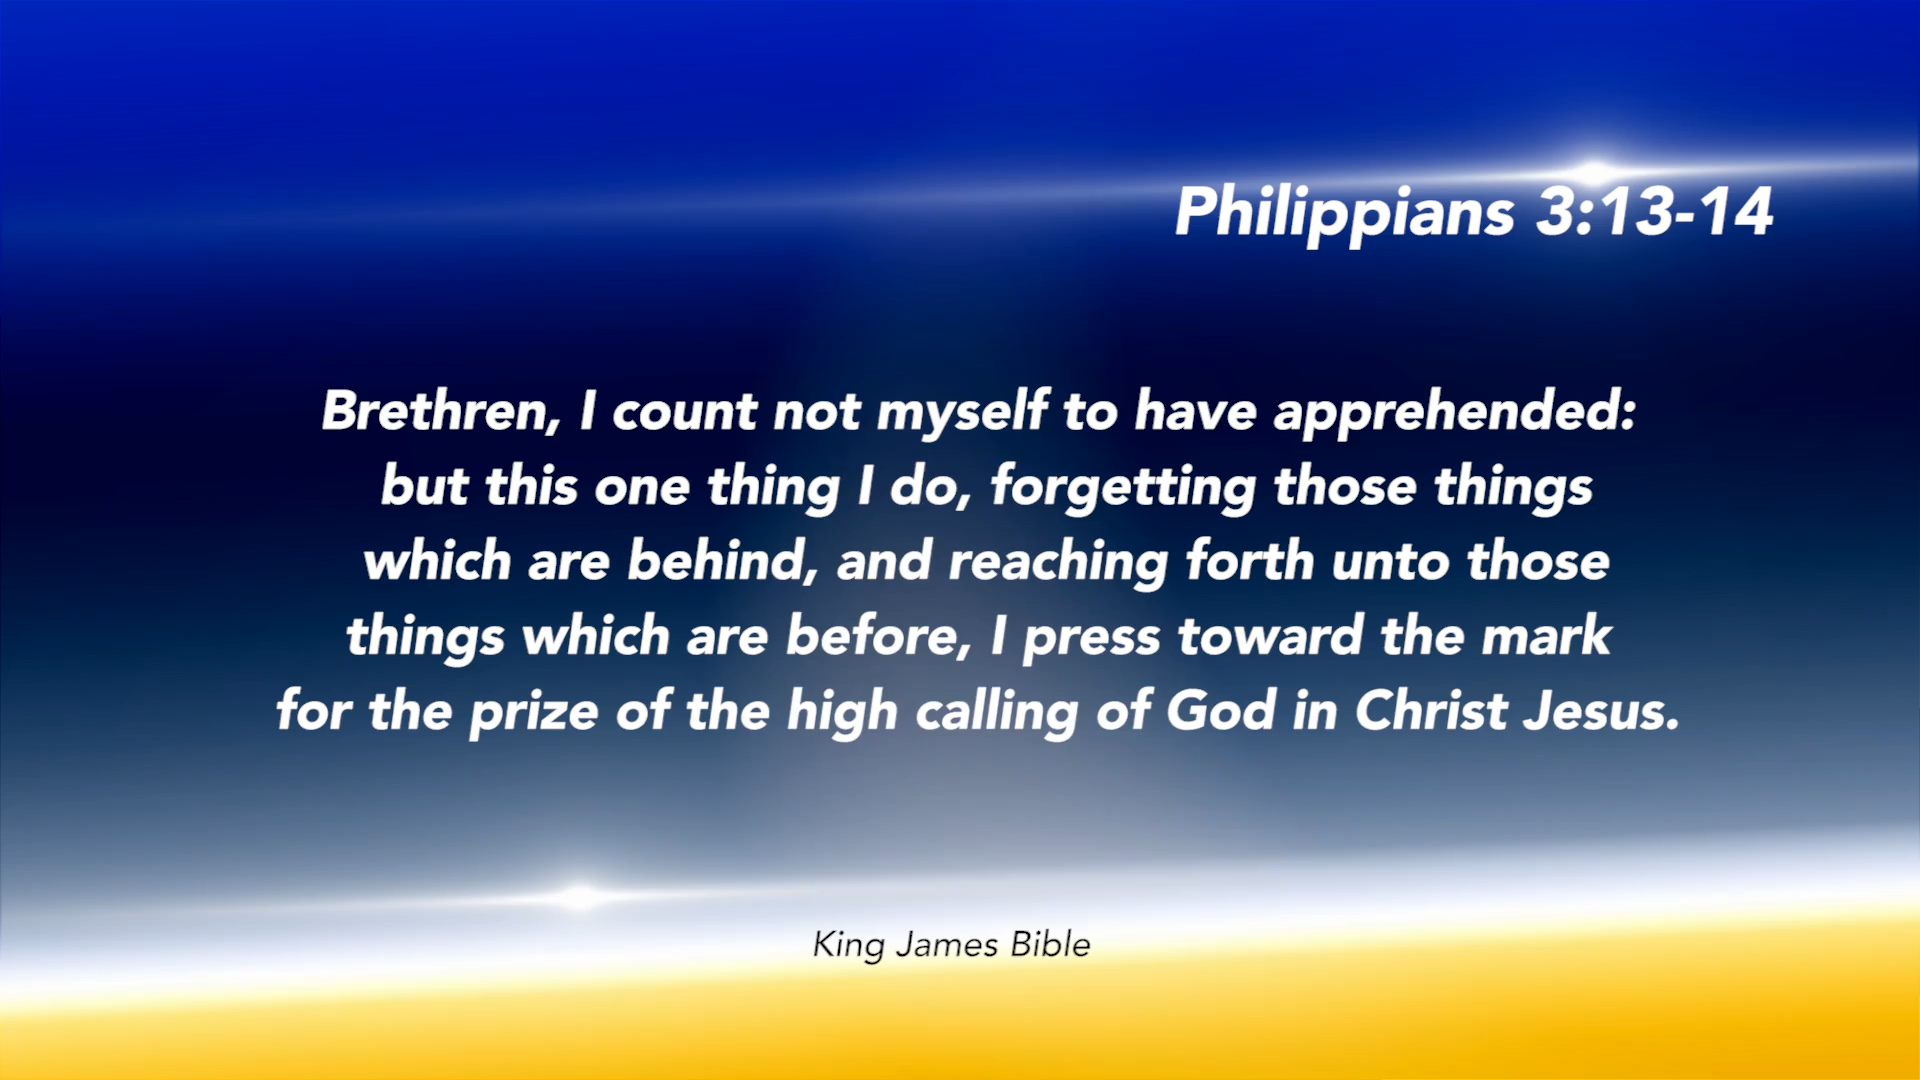 Philippians 3:13-14
Brethren, I count not myself to have apprehended:
but this one thing I do, forgetting those things
which are behind, and reaching forth unto those
things which are before, I press toward the mark
for the prize of the high calling of God in Christ Jesus.
King James Bible